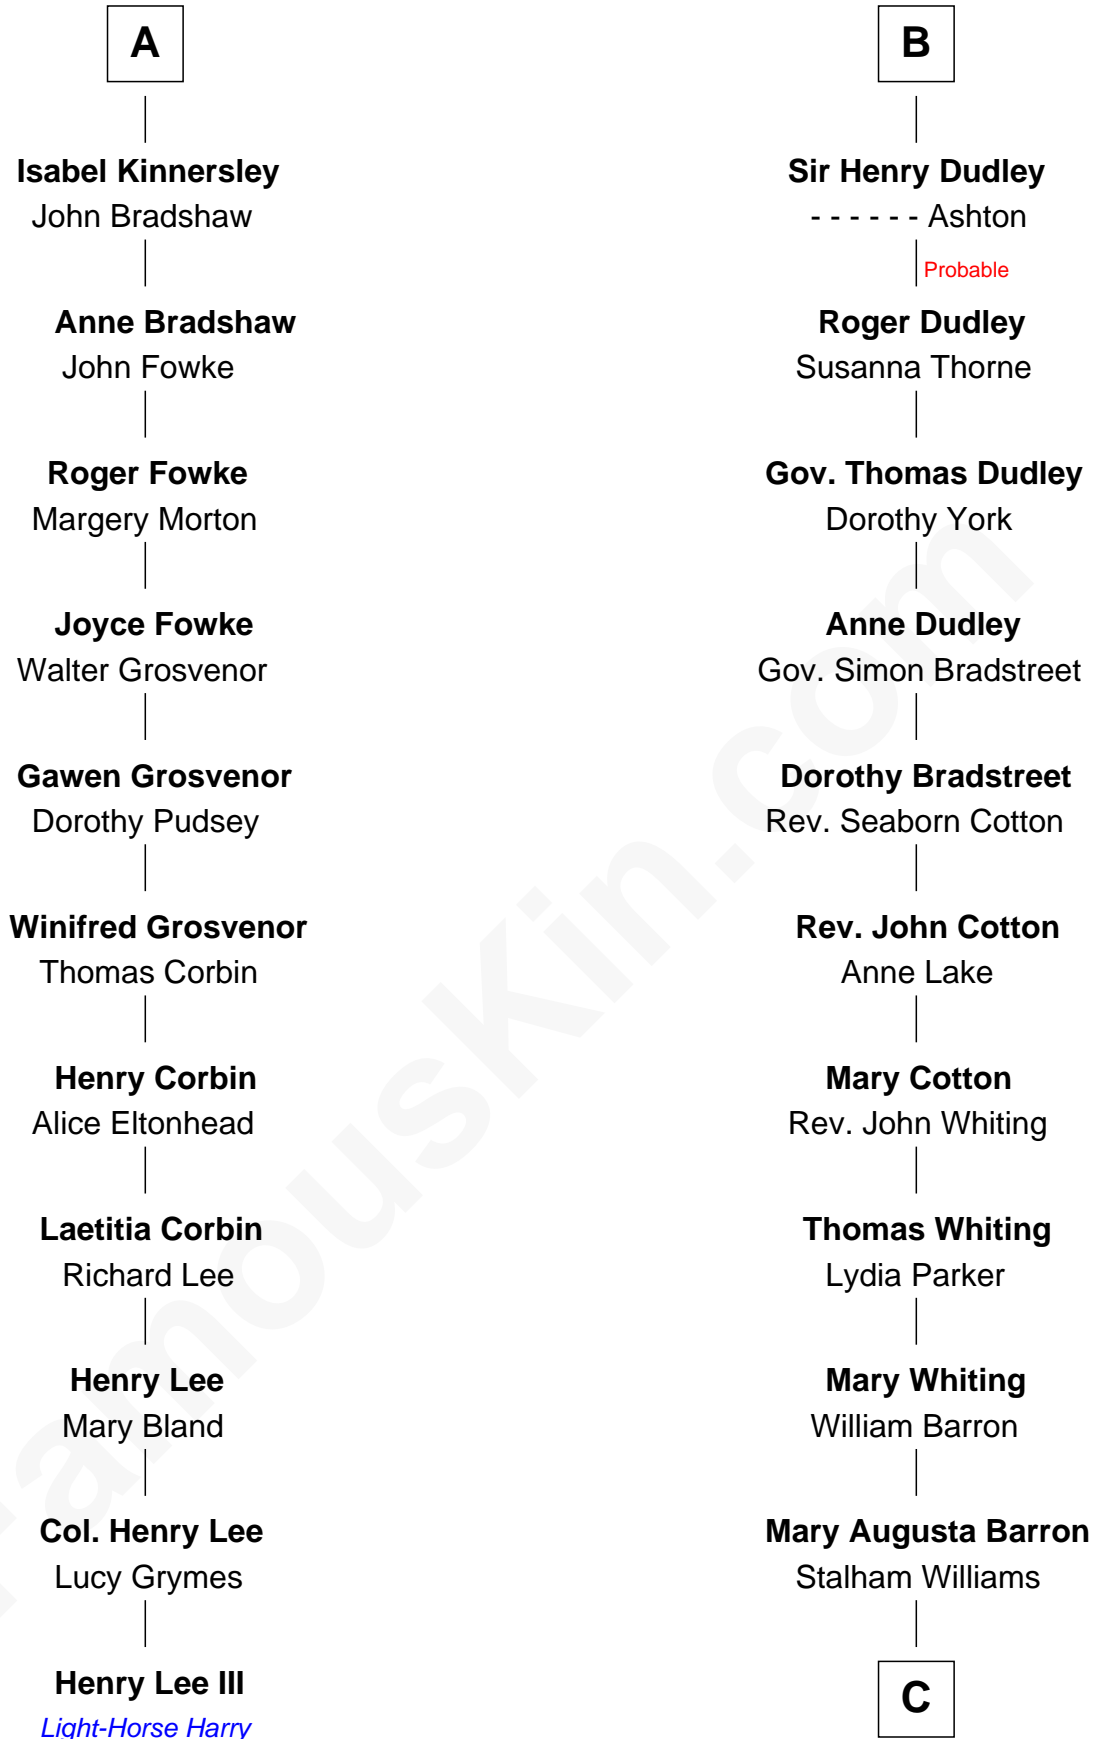 A
Isabel Kinnersley
John Bradshaw
Anne Bradshaw
John Fowke
Roger Fowke
Margery Morton
Joyce Fowke
Walter Grosvenor
Gawen Grosvenor
Dorothy Pudsey
Winifred Grosvenor
Thomas Corbin
Henry Corbin
Alice Eltonhead
Laetitia Corbin
Richard Lee
Henry Lee
Mary Bland
Col. Henry Lee
Lucy Grymes
Henry Lee III
Light-Horse Harry
B
Sir Henry Dudley
- - - - - - Ashton
Probable
Roger Dudley
Susanna Thorne
Gov. Thomas Dudley
Dorothy York
Anne Dudley
Gov. Simon Bradstreet
Dorothy Bradstreet
Rev. Seaborn Cotton
Rev. John Cotton
Anne Lake
Mary Cotton
Rev. John Whiting
Thomas Whiting
Lydia Parker
Mary Whiting
William Barron
Mary Augusta Barron
Stalham Williams
C
FamousKin.com